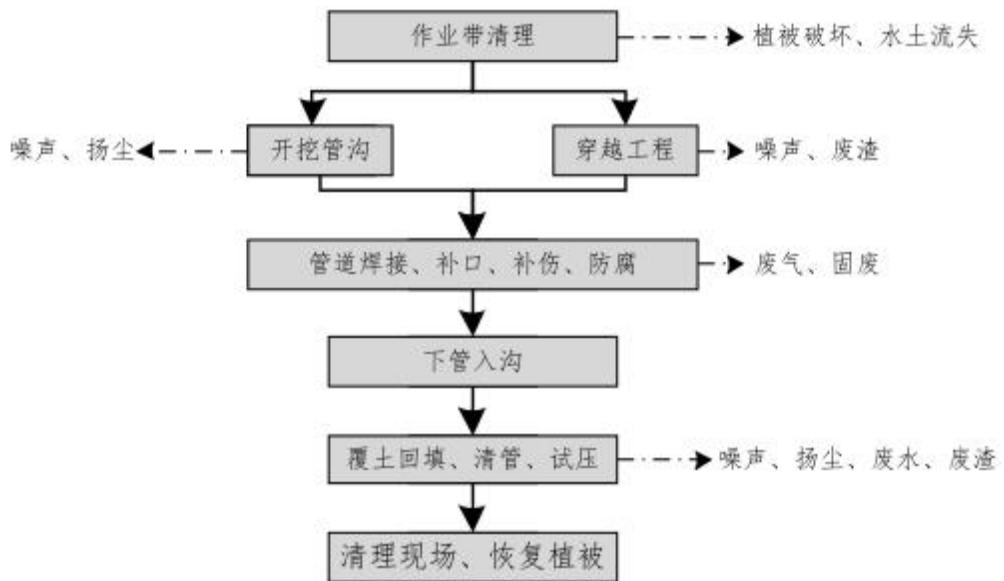 作业带清理
植被破坏、水土流失
噪声、扬尘
开挖管沟
穿越工程
噪声、废渣
管道焊接、补口、补伤、防腐
废气、固废
下管入沟
覆土回填、清管、试压
噪声、扬尘、废水、废渣
清理现场、恢复植被